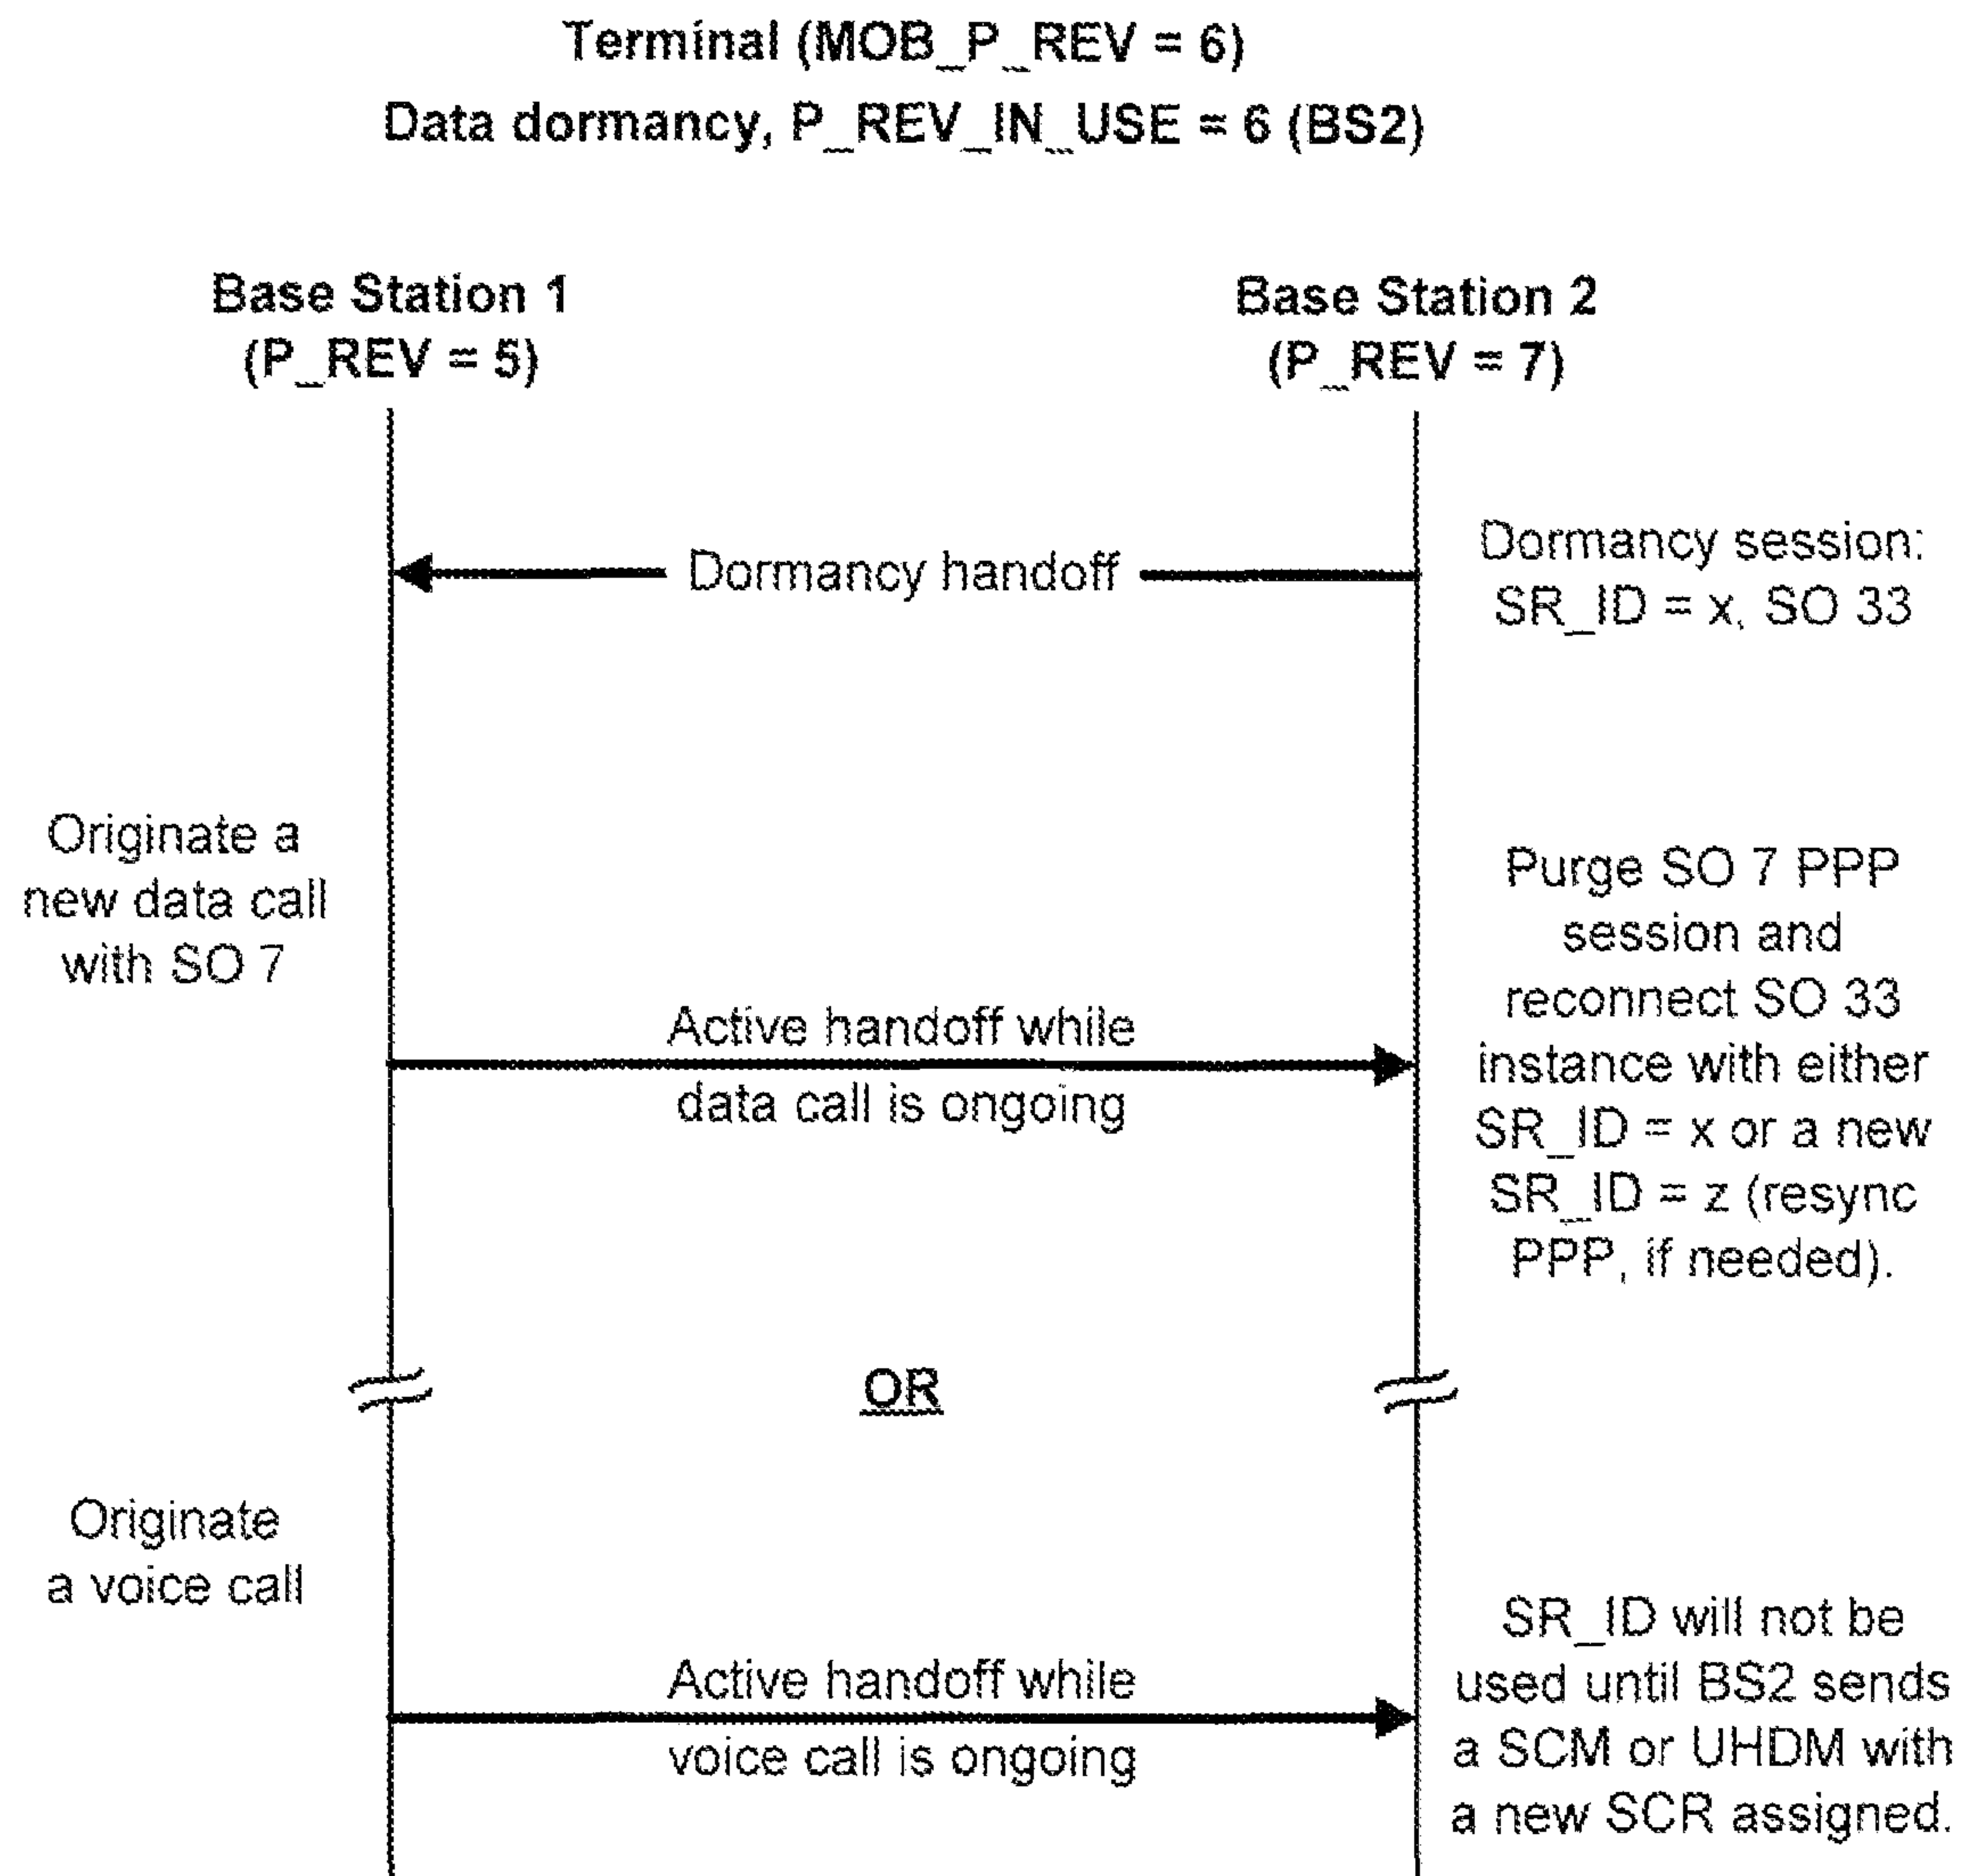 Terminal (MOB_P_REV = 6)
Data dormancy, P_REV_IN_USE = 6 (BS2)
Base Station 1
(P_REV = 5)
Base Station 2
(P_REV = 7)
Dormancy handoff
Dormancy session:
SR_ID = x, SO 33
Originate a
new data call
with SO 7
Active handoff while
data call is ongoing
Purge SO 7 PPP
session and
reconnect SO 33
instance with either
SR_ID = x or a new
SR_ID = z (resync
PPP, if needed).
OR
Originate
a voice call
Active handoff while
voice call is ongoing
SR_ID will not be
used until BS2 sends
a SCM or UHDM with
a new SCR assigned.